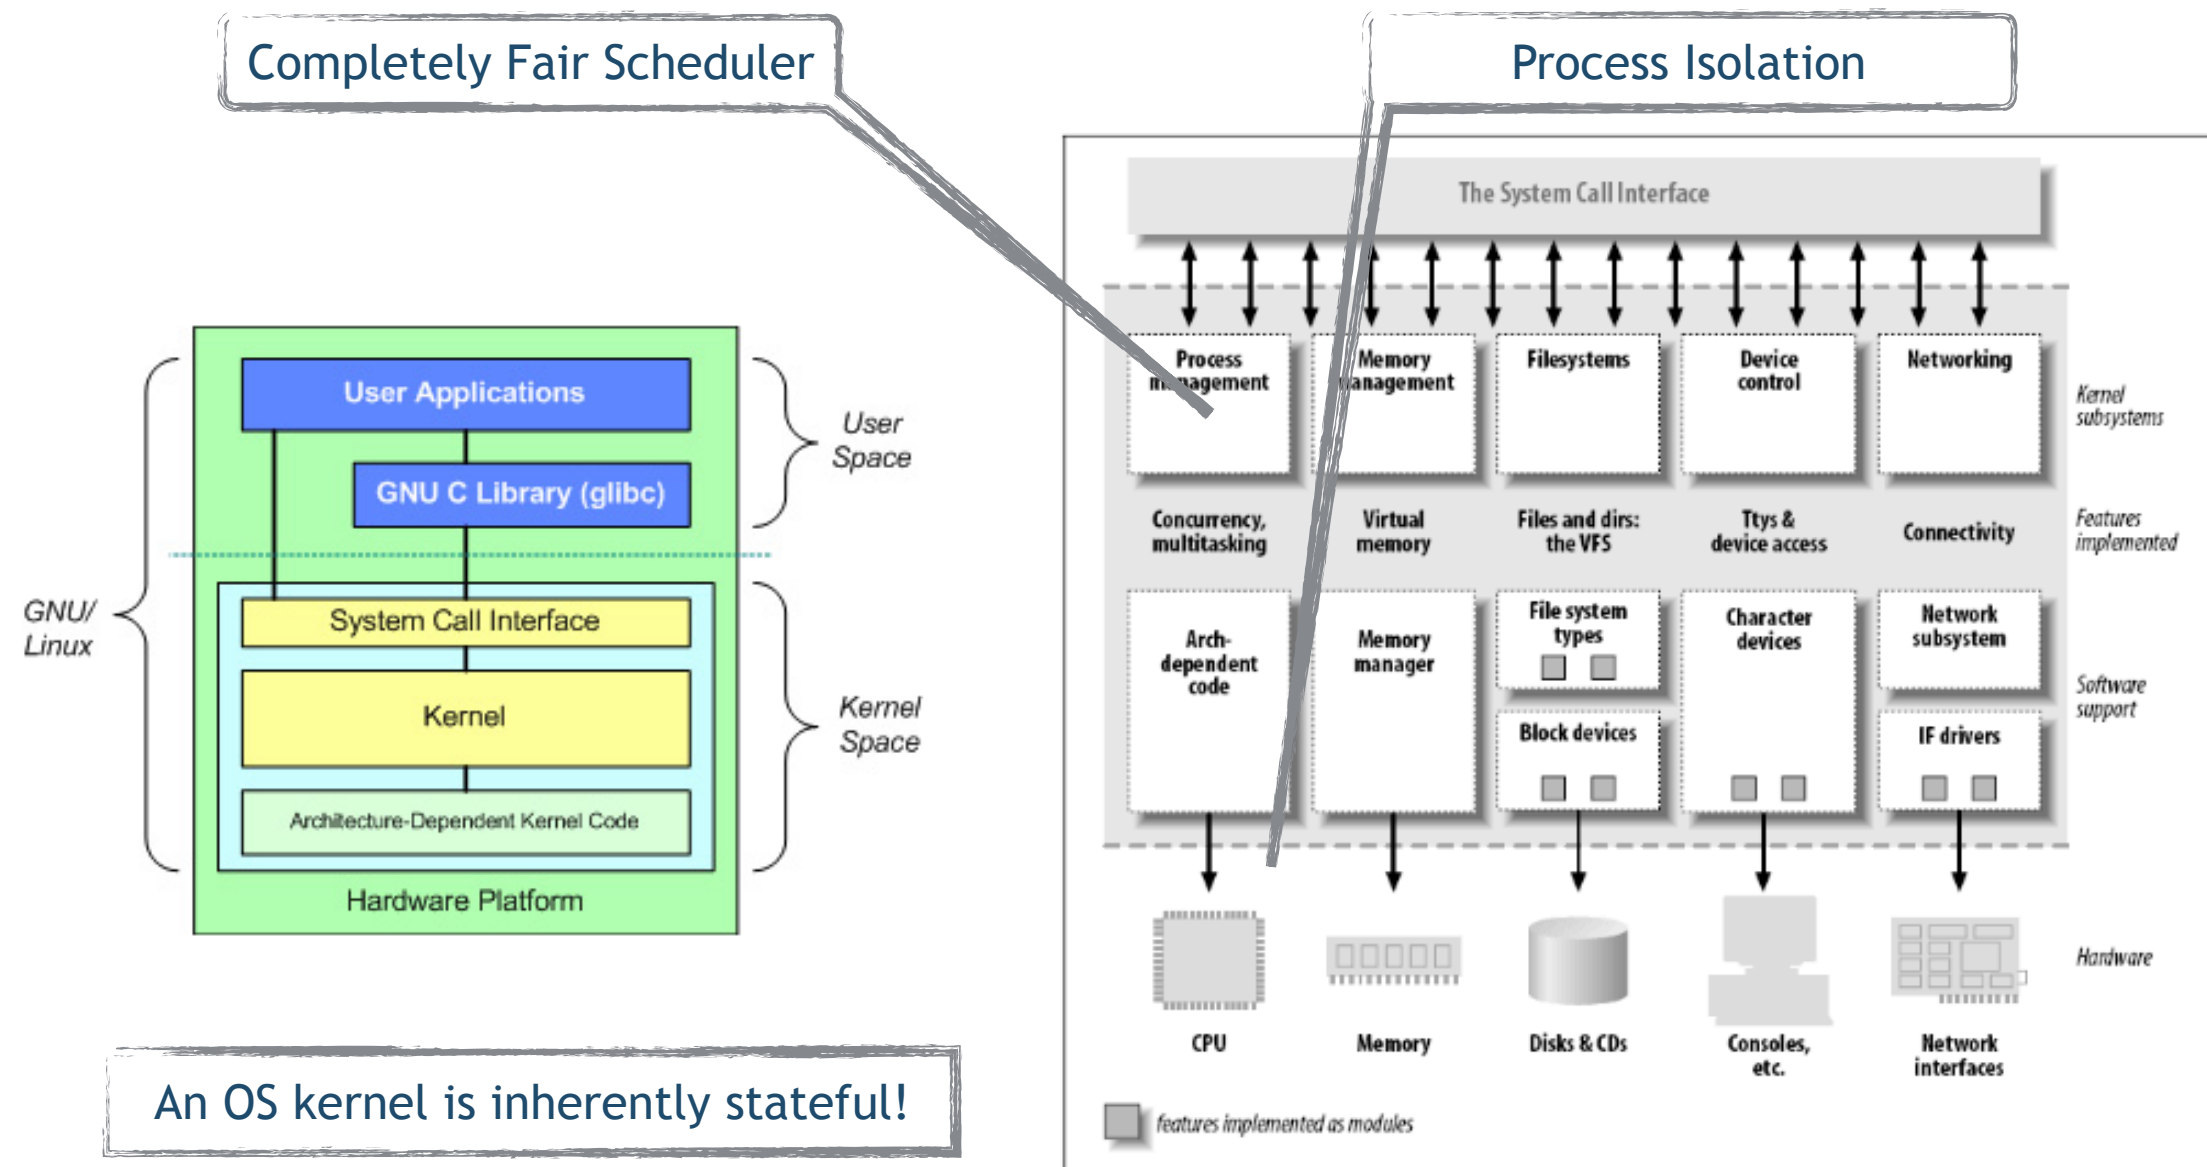 Completely Fair Scheduler
Process Isolation
User Applications
GNU C Library (glibc)
User
Space
GNU/
Linux
System Call Interface
Kernel
Architecture-Dependent Kernel Code
Kernel
Space
Hardware Platform
An OS kernel is inherently stateful!
The System Call Interface
Process
management
Memory
management
Filesystems
Device
control
Networking
Kernel
subsystems
Concurrency,
multitasking
Virtual
memory
Files and dirs:
the VFS
Ttys &
device access
Connectivity
Features
implemented
Arch-
dependent
code
Memory
manager
File system
types
Block devices
Character
devices
Network
subsystem
IF drivers
Software
support
Hardware
CPU
Memory
Disks & CDs
Consoles,
etc.
Network
interfaces
features implemented as modules